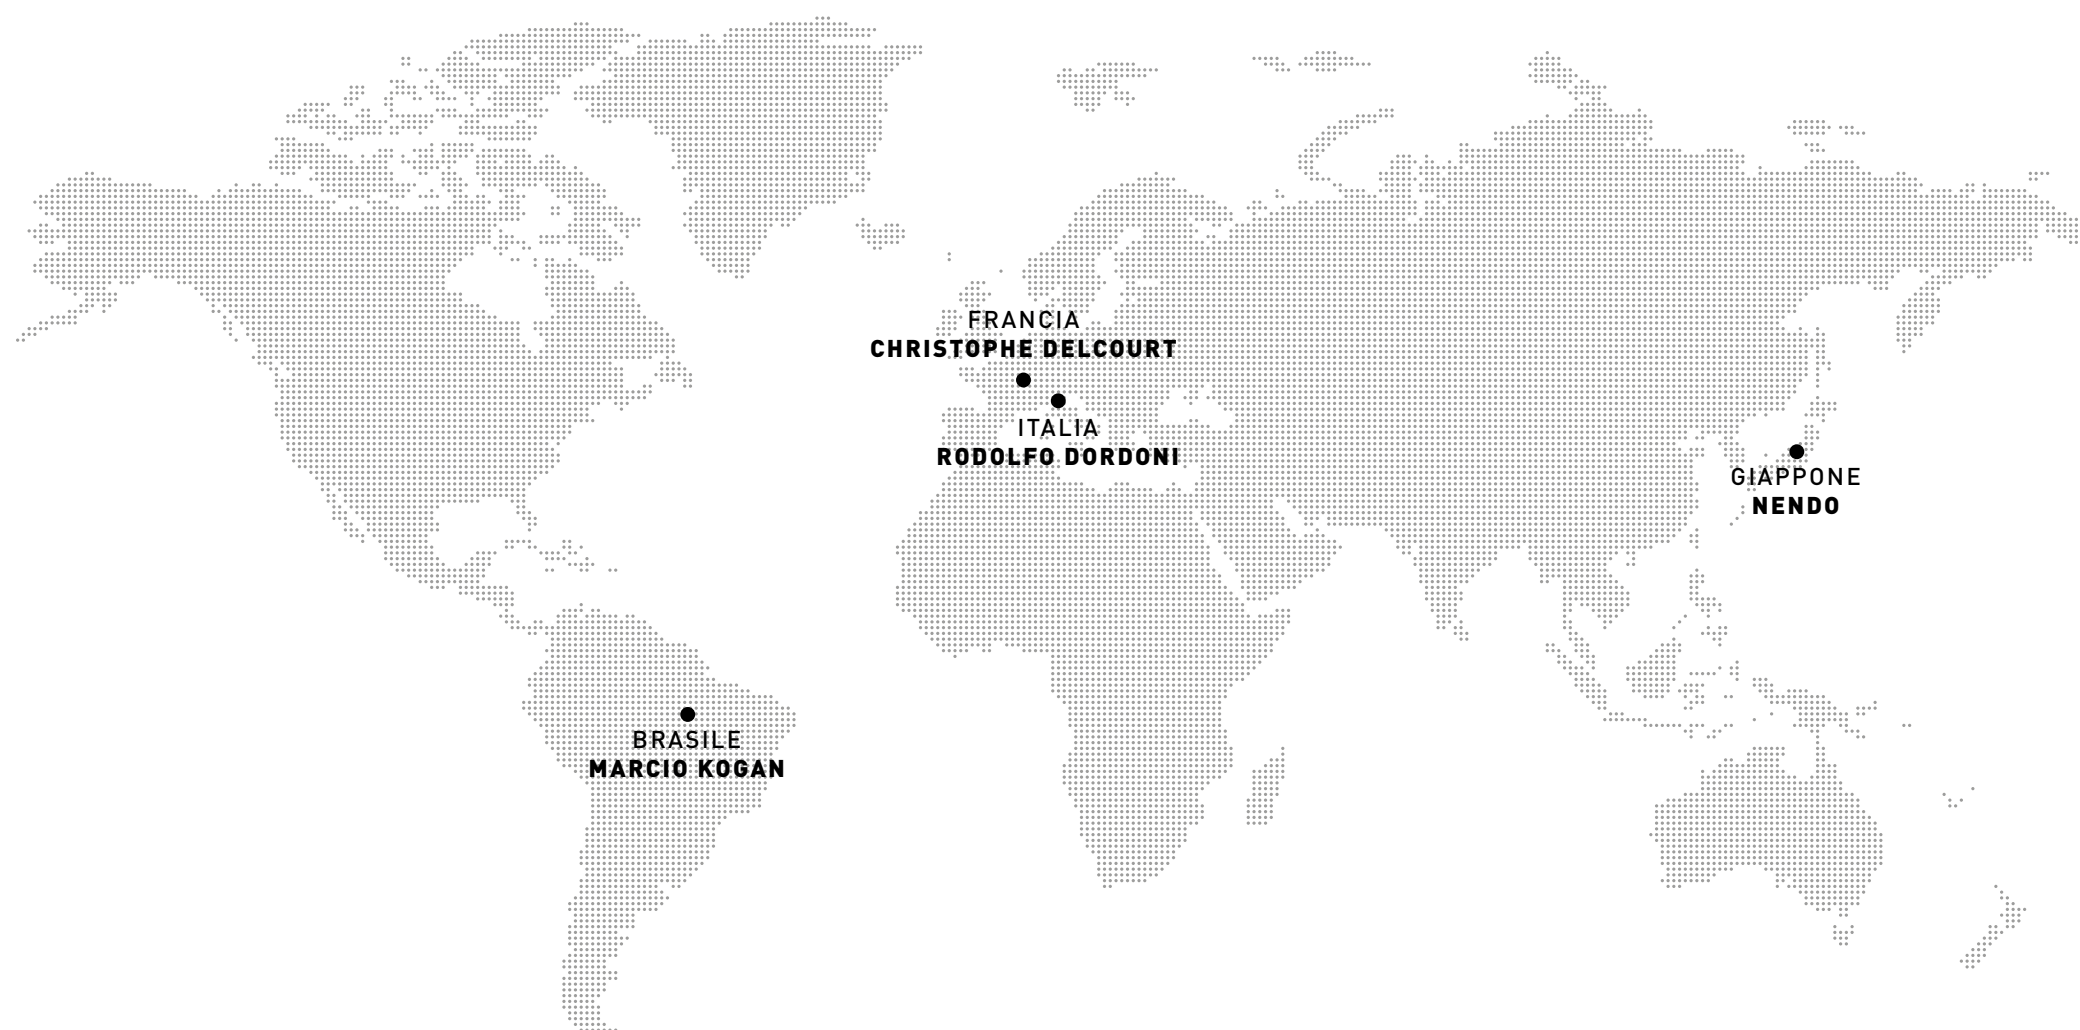 FRANCIA
CHRISTOPHE DELCOURT
ITALIA
RODOLFO DORDONI
GIAPPONE
NENDO
BRASILE
MARCIO KOGAN